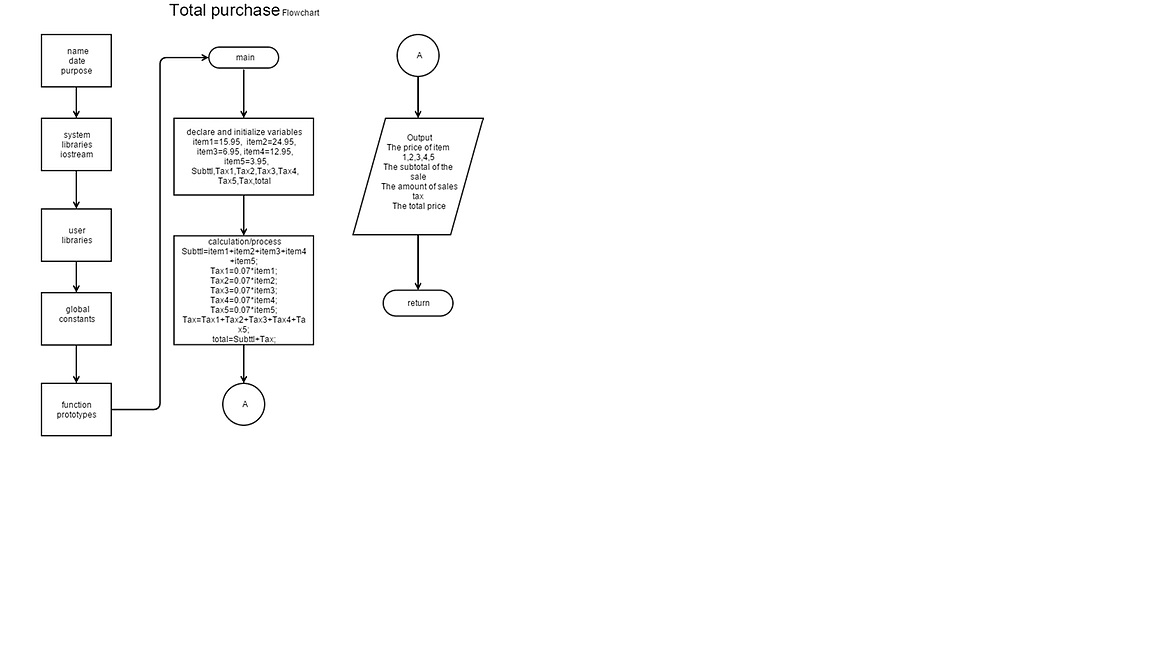 Total purchase Flowchart
name
date
purpose
system
libraries
iostream
user
libraries
global
constants
function
prototypes
main
declare and initialize variables
item1=15.95, item2=24.95,
item3=6.95, item4=12.95,
item5=3.95,
Subttl,Tax1,Tax2,Tax3,Tax4,
Tax5,Tax,total
calculation/process
Subttl=item1+item2+item3+item4
+item5;
Tax1=0.07*item1;
Tax2=0.07*item2;
Tax3=0.07*item3;
Tax4=0.07*item4;
Tax5=0.07*item5;
Tax=Tax1+Tax2+Tax3+Tax4+Ta
x5;
total=Subttl+Tax;
A
A
Output
The price of item
1,2,3,4,5
The subtotal of the
sale
The amount of sales
tax
The total price
return